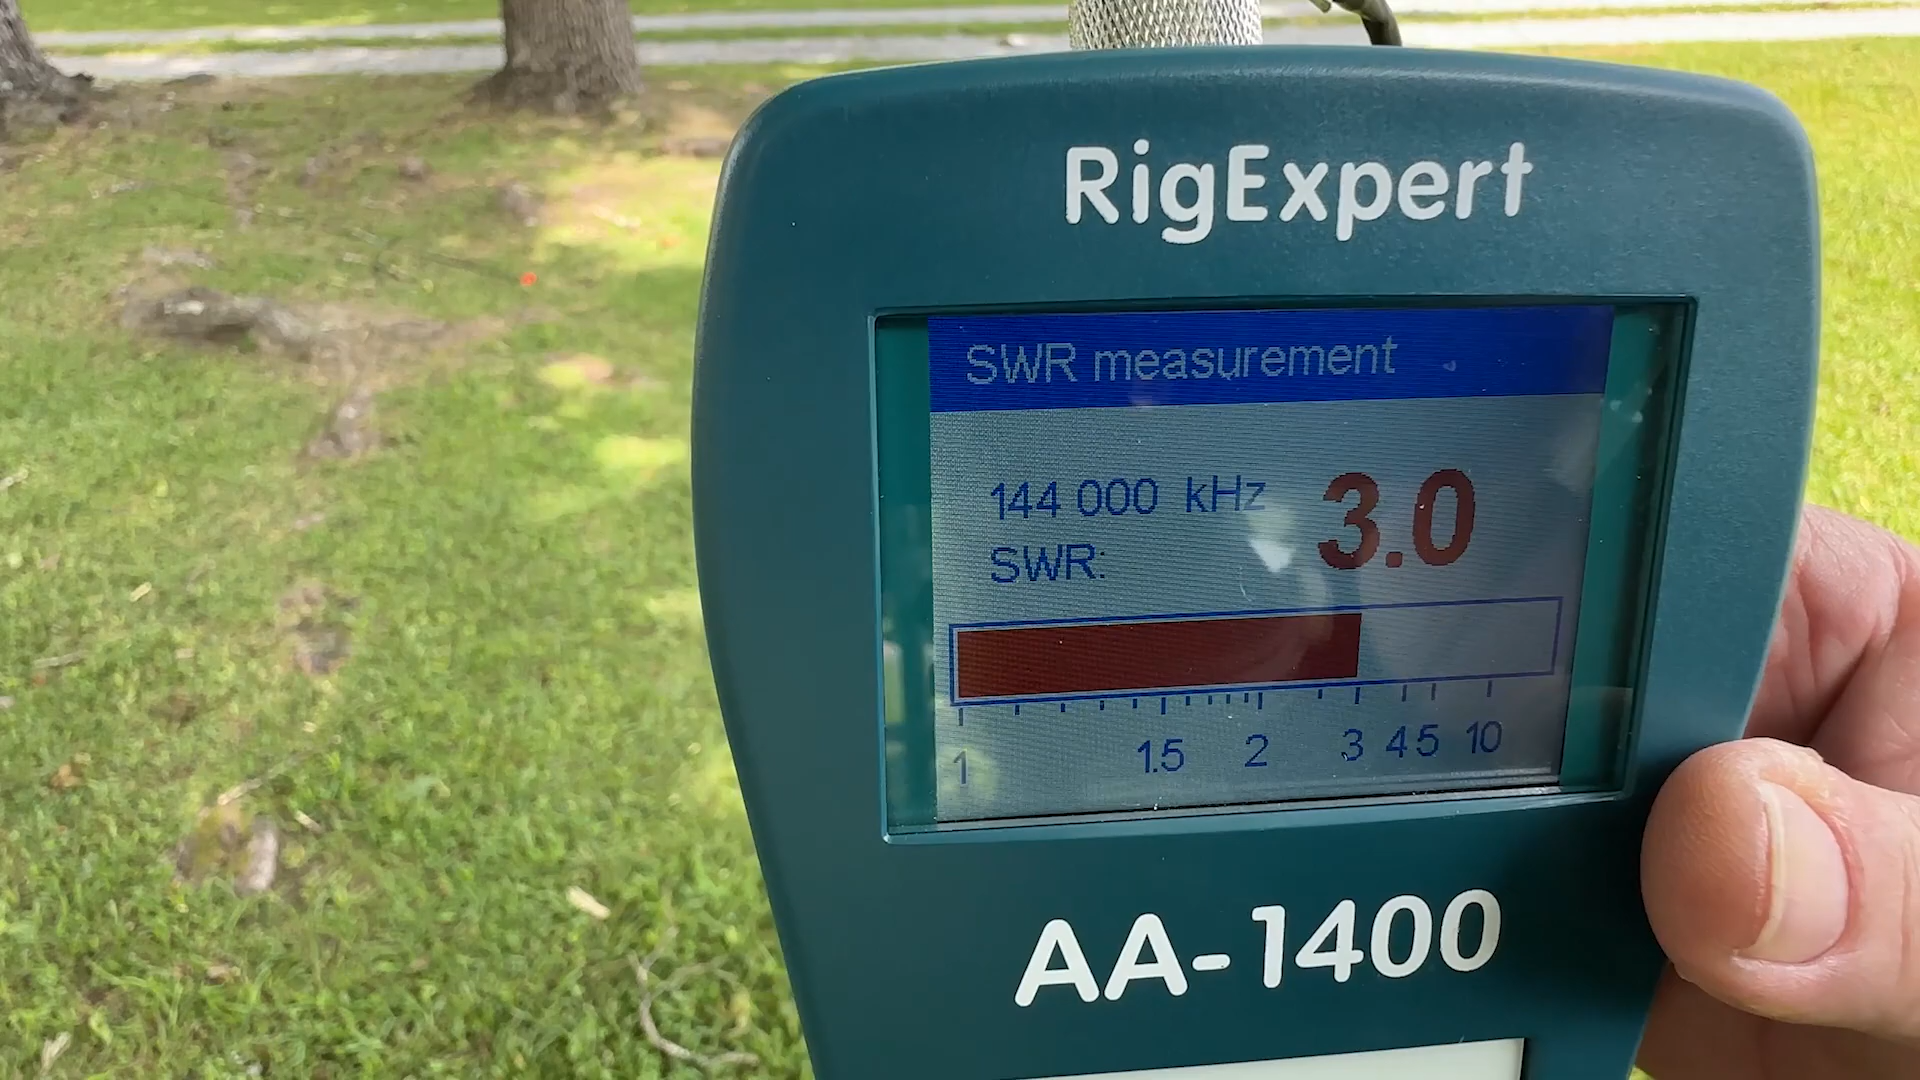 RigExpert
SWR measurement
144 000 kHz 3.0
SWR:
1 1.5 2 3 4 5 10
AA-1400